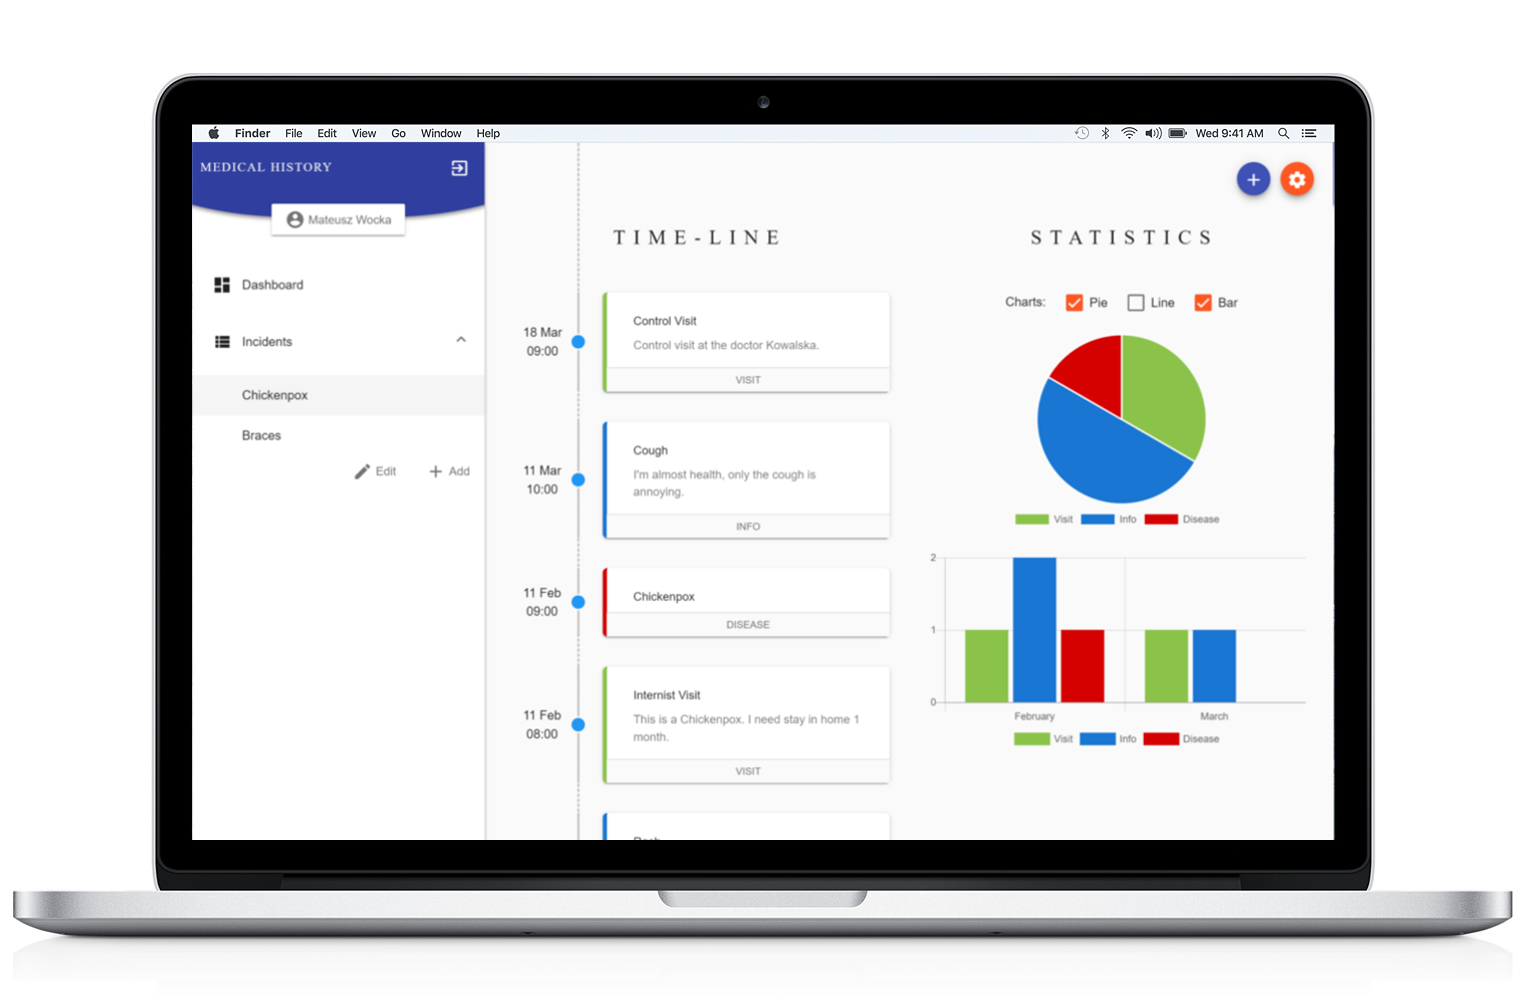 Finder File Edit View Go Window Help
Wed 9:41 AM
MEDICAL HISTORY
Mateusz Wocka
Dashboard
Incidents
Chickenpox
Braces
Edit
Add
TIME-LINE
18 Mar
09:00
Control Visit
Control visit at the doctor Kowalska.
VISIT
11 Mar
10:00
Cough
I'm almost health, only the cough is
annoying.
INFO
11 Feb
09:00
Chickenpox
DISEASE
11 Feb
08:00
Internist Visit
This is a Chickenpox. I need stay in home 1
month.
VISIT
STATISTICS
Charts: Pie Line Bar
Visit Info Disease
2
1
0
February March
Visit Info Disease